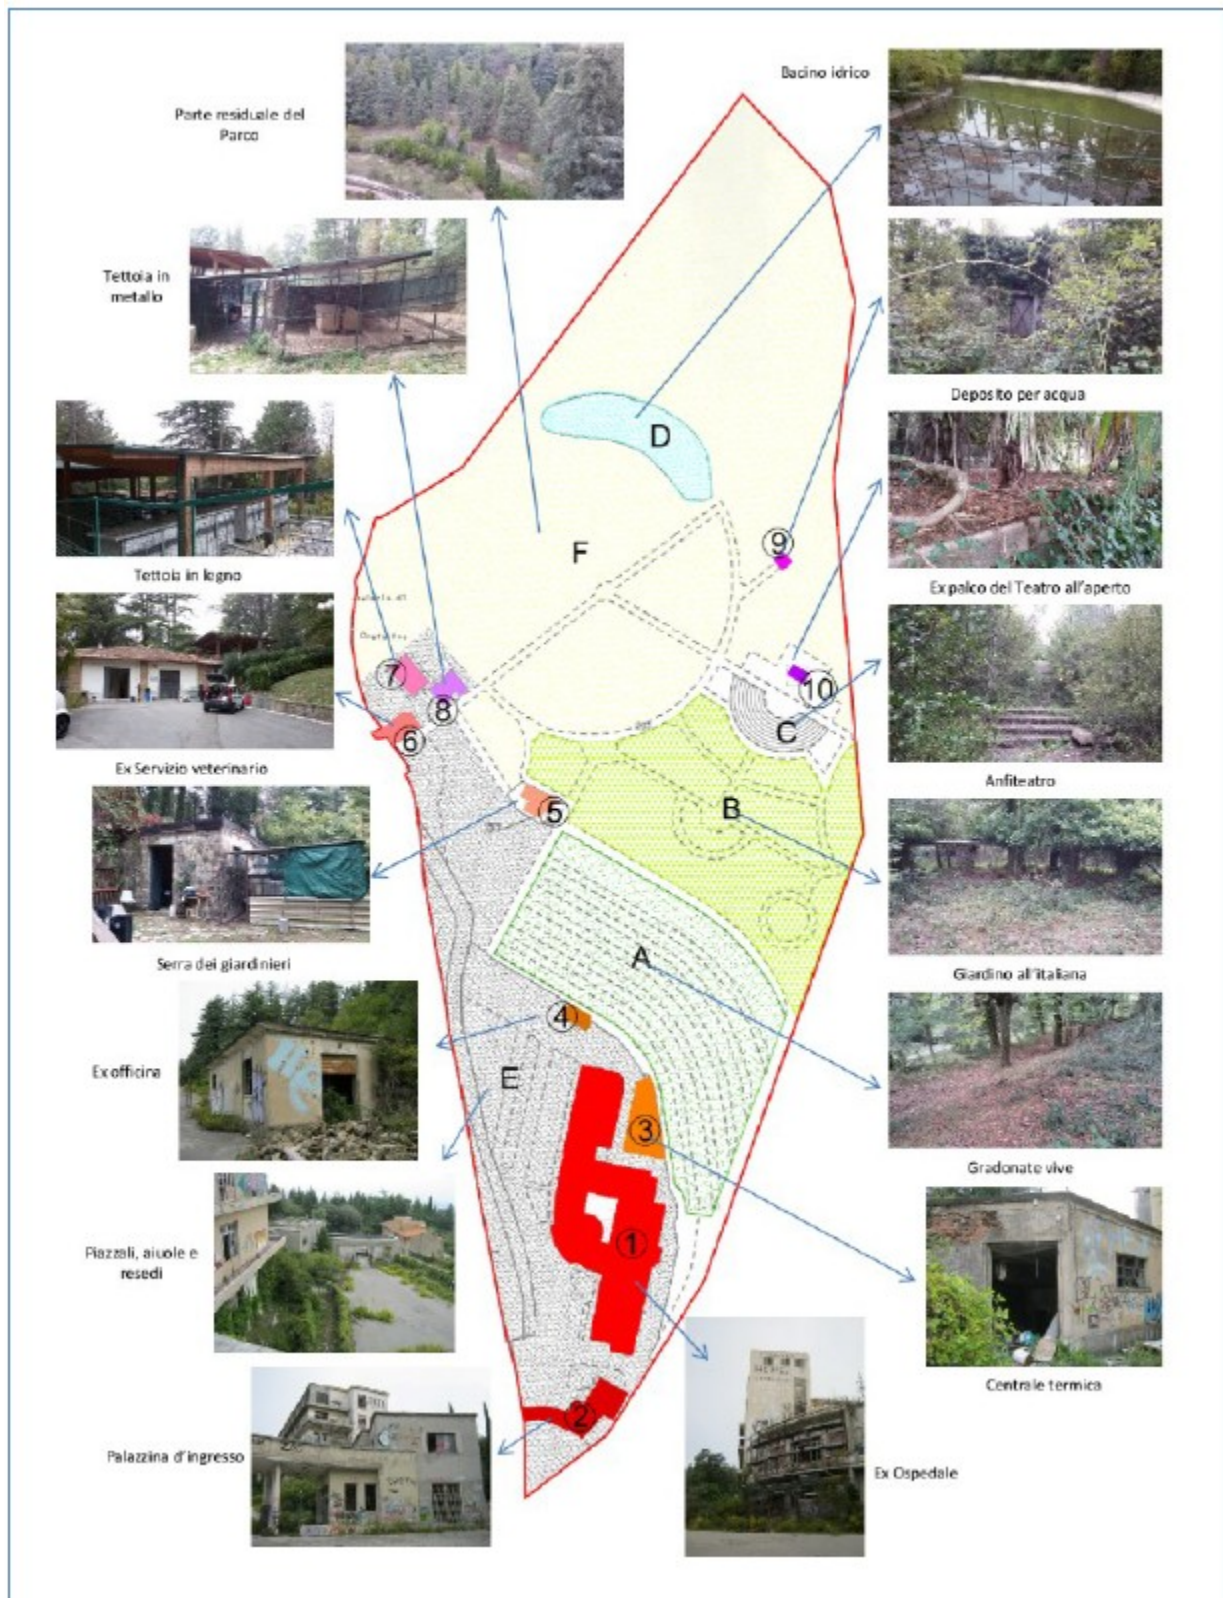 Bacino idrico
Parte residuale del
Parco
Tettoia in
metallo
Deposito per acqua
D
Tettoia in legno
9
F
Ex palco del Teatro all'aperto
7
8
10
6
C
Ex Servizio veterinario
Anfiteatro
5
B
Serra dei giardinieri
A
Giardino all'italiana
4
Ex officina
E
3
Gradonate vive
Piazzali, aiuole e
resedi
1
Centrale termica
2
Palazzina d'ingresso
Ex Ospedale